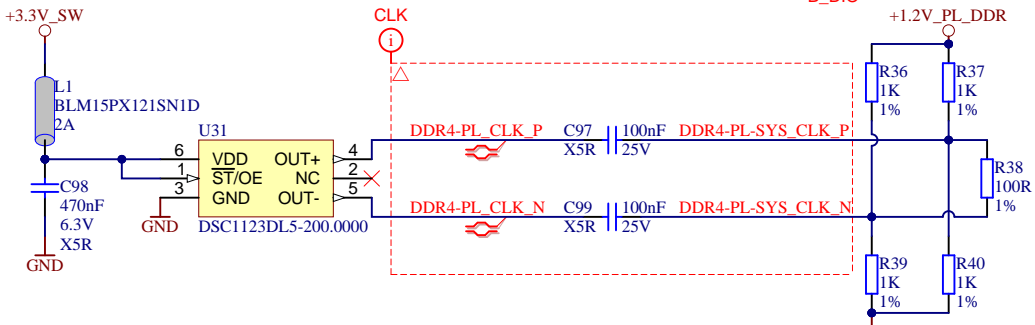 CLK
+3.3V_SW
+1.2V_PL_DDR
L1
BLM15PX121SN1D
2A
R36
1K
1%
R37
1K
1%
U31
DDR4-PL_CLK_P
C97
100nF
X5R
25V
DDR4-PL-SYS_CLK_P
6
VDD
OUT+
4
1
ST/OE
NC
2
3
GND
OUT-
5
DSC1123DL5-200.0000
R38
100R
1%
C98
470nF
6.3V
X5R
GND
GND
DDR4-PL_CLK_N
C99
100nF
X5R
25V
DDR4-PL-SYS_CLK_N
R39
1K
1%
R40
1K
1%